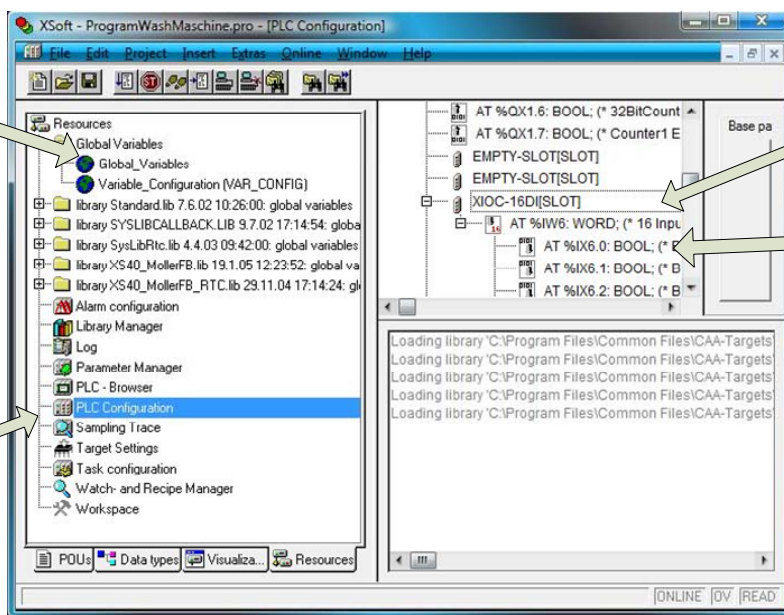 XSoft - ProgramWashMaschine.pro - [PLC Configuration]
File Edit Project Insert Extras Online Window Help
Resources
Global Variables
Global_Variables
Variable_Configuration (VAR_CONFIG)
library Standard.lib 7.6.02 10:26:00: global variables
library SYSLIBCALLBACK.LIB 9.7.02 17:14:54: globa
library SysLibRtc.lib 4.4.03 09:42:00: global variables
library XS40_MollerFB.lib 19.1.05 12:23:52: global va
library XS40_MollerFB_RTC.lib 29.11.04 17:14:24: gl
Alarm configuration
Library Manager
Log
Parameter Manager
PLC - Browser
PLC Configuration
Sampling Trace
Target Settings
Task configuration
Watch- and Recipe Manager
Workspace
POUs Data types Visualiza... Resources
AT %QX1.6: BOOL; (* 32BitCount
AT %QX1.7: BOOL; (* Counter1 E
EMPTY-SLOT[SLOT]
EMPTY-SLOT[SLOT]
XIOC-16DI[SLOT]
AT %IW6: WORD; (* 16 Inpu
AT %IX6.0: BOOL; (*
AT %IX6.1: BOOL; (* B
AT %IX6.2: BOOL; (* B
Base pa
Loading library 'C:\Program Files\Common Files\CAA-Targets\
Loading library 'C:\Program Files\Common Files\CAA-Targets\
Loading library 'C:\Program Files\Common Files\CAA-Targets\
Loading library 'C:\Program Files\Common Files\CAA-Targets\
Loading library 'C:\Program Files\Common Files\CAA-Targets\
ONLINE OV READ